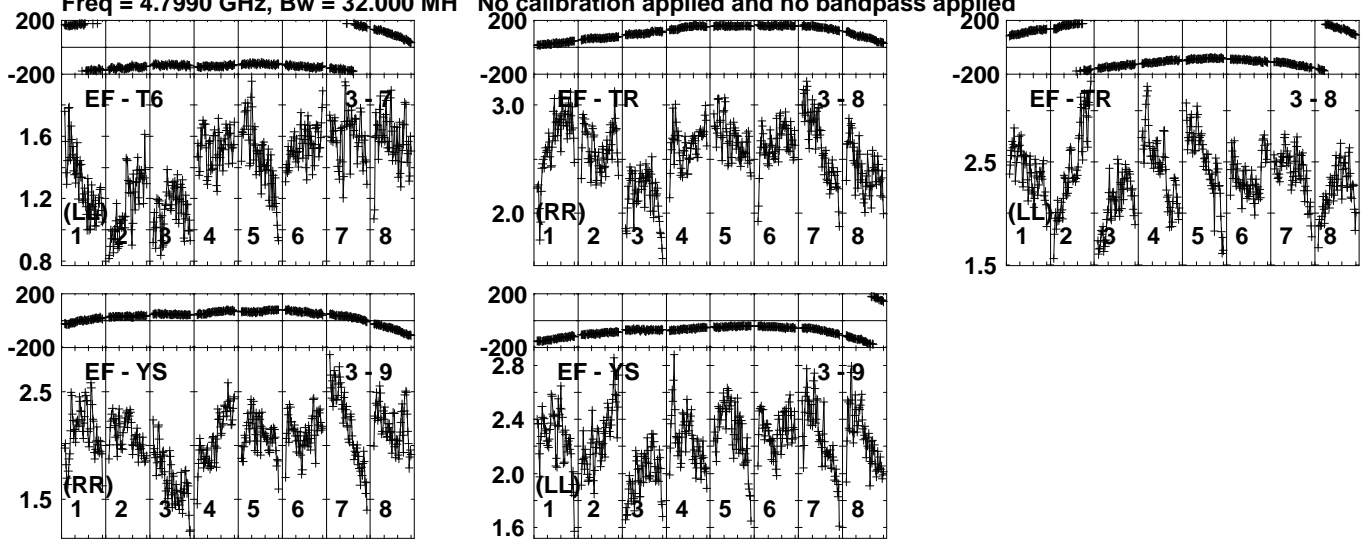 Freq = 4.7990 GHz, Bw = 32.000 MH No calibration applied and no bandpass applied
200
-200
EF - T6 3 - 7
1.6
1.2
0.8
(LL)
1 2 3 4 5 6 7 8
200
-200
EF - TR 3 - 8
3.0
2.0
(RR)
1 2 3 4 5 6 7 8
200
-200
EF - TR 3 - 8
2.5
1.5
(LL)
1 2 3 4 5 6 7 8
200
-200
EF - YS 3 - 9
2.5
1.5
(RR)
1 2 3 4 5 6 7 8
200
-200
EF - YS 3 - 9
2.8
2.4
2.0
1.6
(LL)
1 2 3 4 5 6 7 8